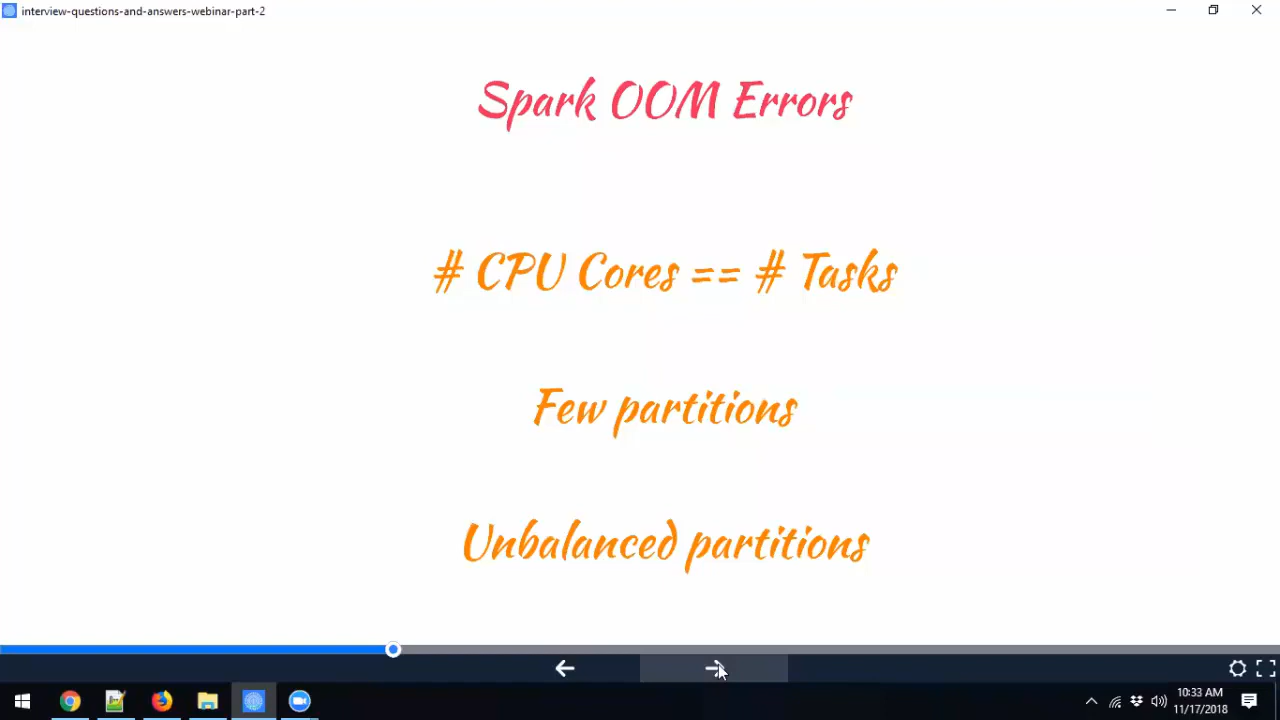 interview-questions-and-answers-webinar-part-2
Spark OOM Errors
# CPU Cores == # Tasks
Few partitions
Unbalanced partitions
10:33 AM
11/17/2018